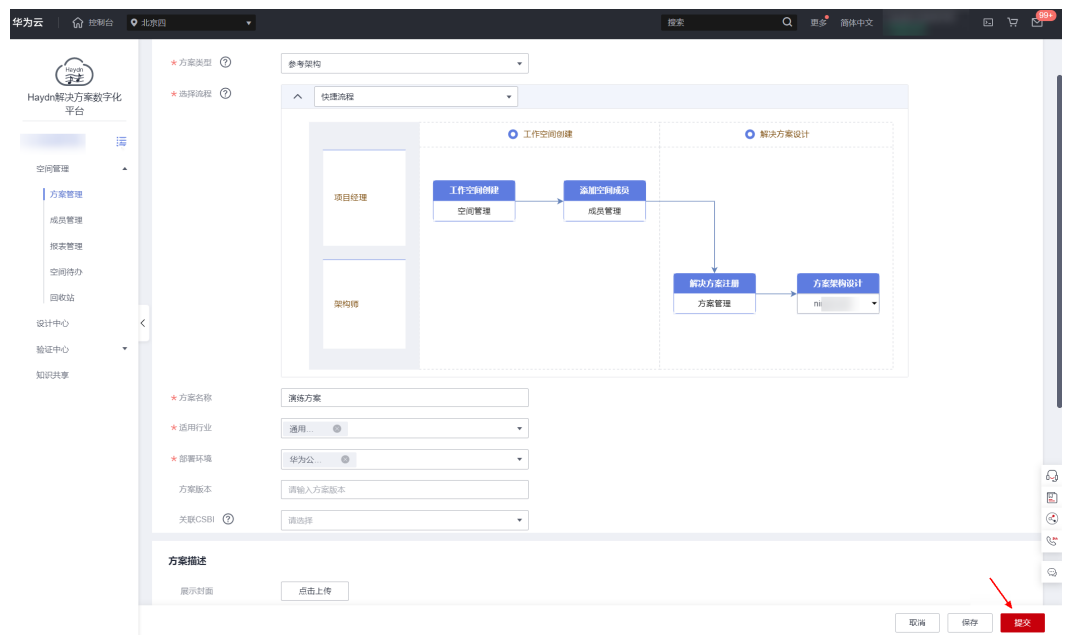 华为云 控制台 北京四 搜索 更多 简体中文 99+
Haydn
Haydn解决方案数字化
平台
空间管理
方案管理
成员管理
报表管理
空间待办
回收站
设计中心
验证中心
知识共享
* 方案类型 ? 参考架构
* 选择流程 ? 快捷流程
工作空间创建 解决方案设计
项目经理
工作空间创建 添加空间成员
空间管理 成员管理
架构师
解决方案注册 方案架构设计
方案管理 ni
* 方案名称 演练方案
* 适用行业 通用...
* 部署环境 华为公...
方案版本 请输入方案版本
关联CSBI ? 请选择
方案描述
展示封面 点击上传
取消 保存 提交